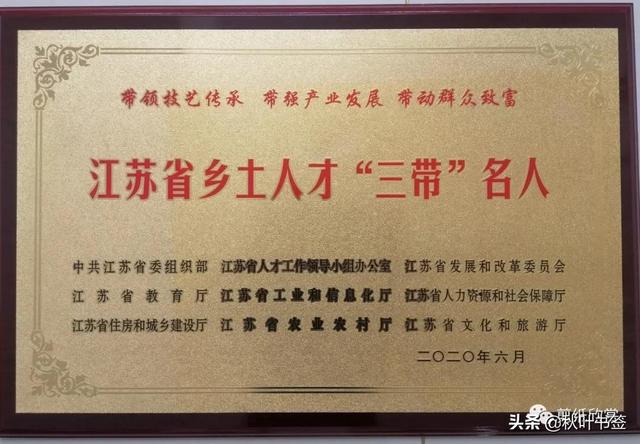 带领技艺传承 带强产业发展 带动群众致富
江苏省乡土人才“三带”名人
中共江苏省委组织部 江苏省人才工作领导小组办公室 江苏省发展和改革委员会
江苏省教育厅 江苏省工业和信息化厅 江苏省人力资源和社会保障厅
江苏省住房和城乡建设厅 江苏省农业农村厅 江苏省文化和旅游厅
二〇二〇年六月
剪纸欣赏
头条@秋叶书签